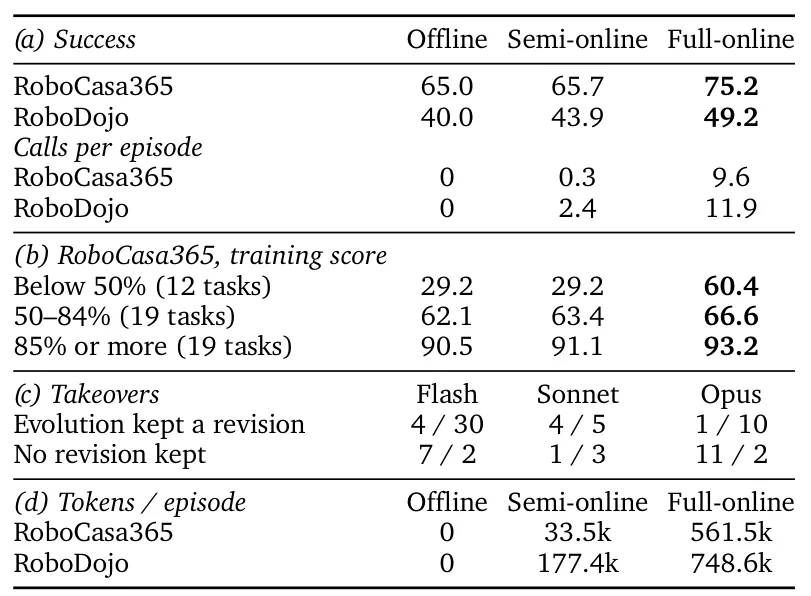 (a) Success Offline Semi-online Full-online
RoboCasa365 65.0 65.7 75.2
RoboDojo 40.0 43.9 49.2
Calls per episode
RoboCasa365 0 0.3 9.6
RoboDojo 0 2.4 11.9
(b) RoboCasa365, training score
Below 50% (12 tasks) 29.2 29.2 60.4
50–84% (19 tasks) 62.1 63.4 66.6
85% or more (19 tasks) 90.5 91.1 93.2
(c) Takeovers Flash Sonnet Opus
Evolution kept a revision 4 / 30 4 / 5 1 / 10
No revision kept 7 / 2 1 / 3 11 / 2
(d) Tokens / episode Offline Semi-online Full-online
RoboCasa365 0 33.5k 561.5k
RoboDojo 0 177.4k 748.6k